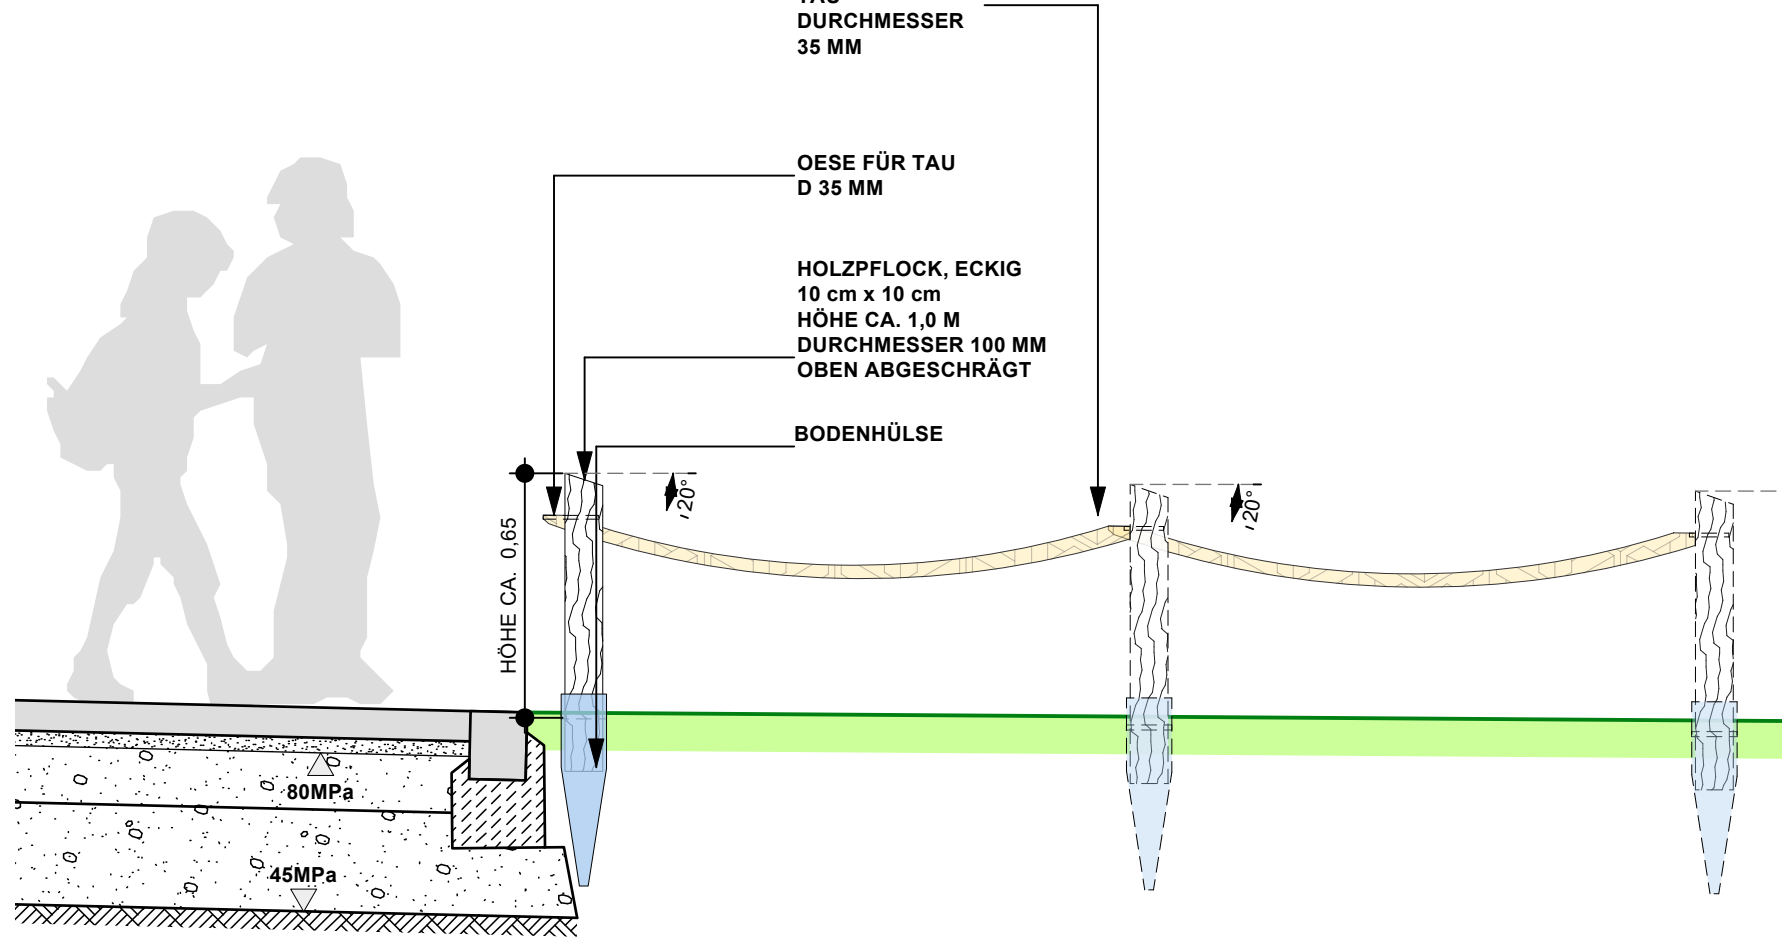 TAU
DURCHMESSER
35 MM
OESE FÜR TAU
D 35 MM
HOLZPFLOCK, ECKIG
10 cm x 10 cm
HÖHE CA. 1,0 M
DURCHMESSER 100 MM
OBEN ABGESCHRÄGT
BODENHÜLSE
20°
20°
HÖHE CA. 0,65
80MPa
45MPa